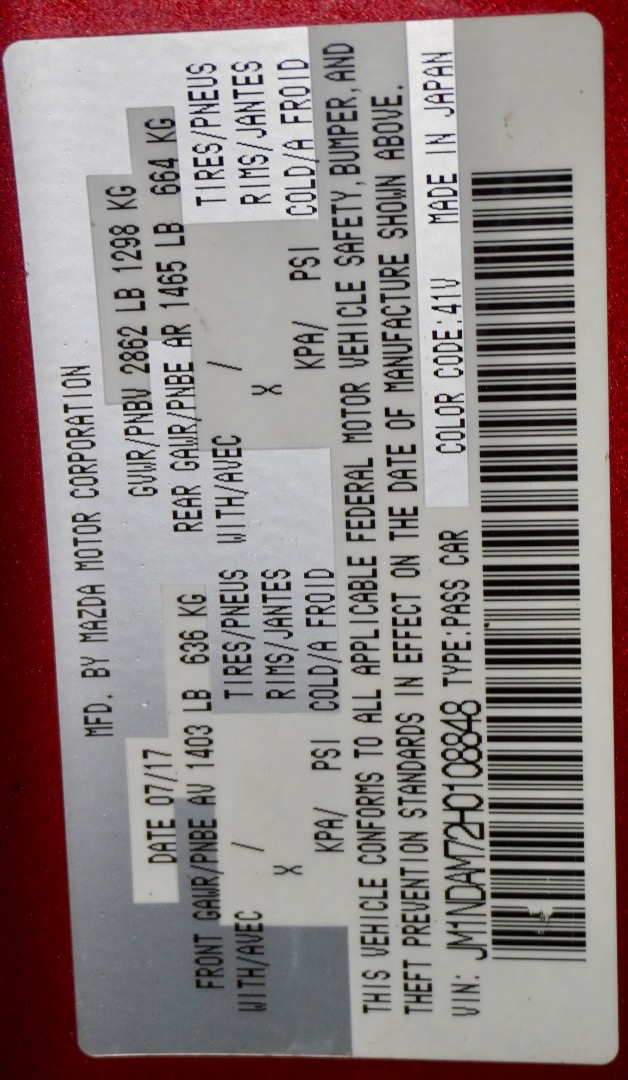 MFD. BY MAZDA MOTOR CORPORATION
DATE 07/17 GVWR/PNBV 2862 LB 1298 KG
FRONT GAWR/PNBE AV 1403 LB 636 KG REAR GAWR/PNBE AR 1465 LB 664 KG
WITH/AVEC / TIRES/PNEUS WITH/AVEC / TIRES/PNEUS
X RIMS/JANTES X RIMS/JANTES
KPA/ PSI COLD/A FROID KPA/ PSI COLD/A FROID
THIS VEHICLE CONFORMS TO ALL APPLICABLE FEDERAL MOTOR VEHICLE SAFETY, BUMPER, AND
THEFT PREVENTION STANDARDS IN EFFECT ON THE DATE OF MANUFACTURE SHOWN ABOVE.
VIN: JM1NDAM72H0108848 TYPE:PASS CAR COLOR CODE:41V MADE IN JAPAN